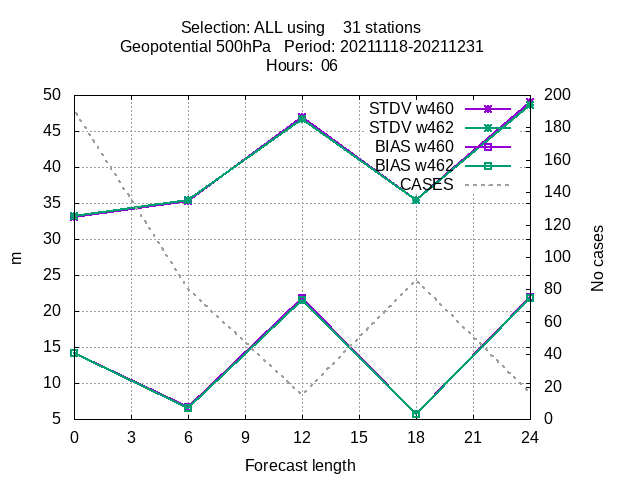 Selection: ALL using    31 stations
Geopotential 500hPa   Period: 20211118-20211231
Hours:  06
50
45
40
35
30
25
20
15
10
5
200
180
160
140
120
100
80
60
40
20
0
STDV w460
STDV w462
BIAS w460
BIAS w462
CASES
m
No cases
0 3 6 9 12 15 18 21 24
Forecast length